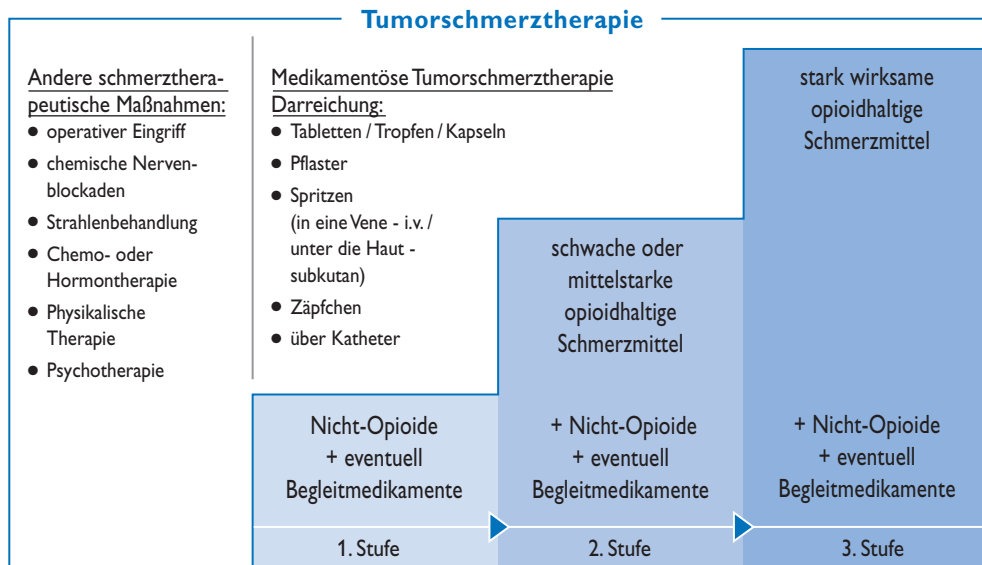 Tumorschmerztherapie
Andere schmerzthera-
peutische Maßnahmen:
• operativer Eingriff
• chemische Nerven-
blockaden
• Strahlenbehandlung
• Chemo- oder
Hormontherapie
• Physikalische
Therapie
• Psychotherapie
Medikamentöse Tumorschmerztherapie
Darreichung:
• Tabletten / Tropfen / Kapseln
• Pflaster
• Spritzen
(in eine Vene - i.v. /
unter die Haut -
subkutan)
• Zäpfchen
• über Katheter
Nicht-Opioide
+ eventuell
Begleitmedikamente
1. Stufe
schwache oder
mittelstarke
opioidhaltige
Schmerzmittel
+ Nicht-Opioide
+ eventuell
Begleitmedikamente
2. Stufe
stark wirksame
opioidhaltige
Schmerzmittel
+ Nicht-Opioide
+ eventuell
Begleitmedikamente
3. Stufe